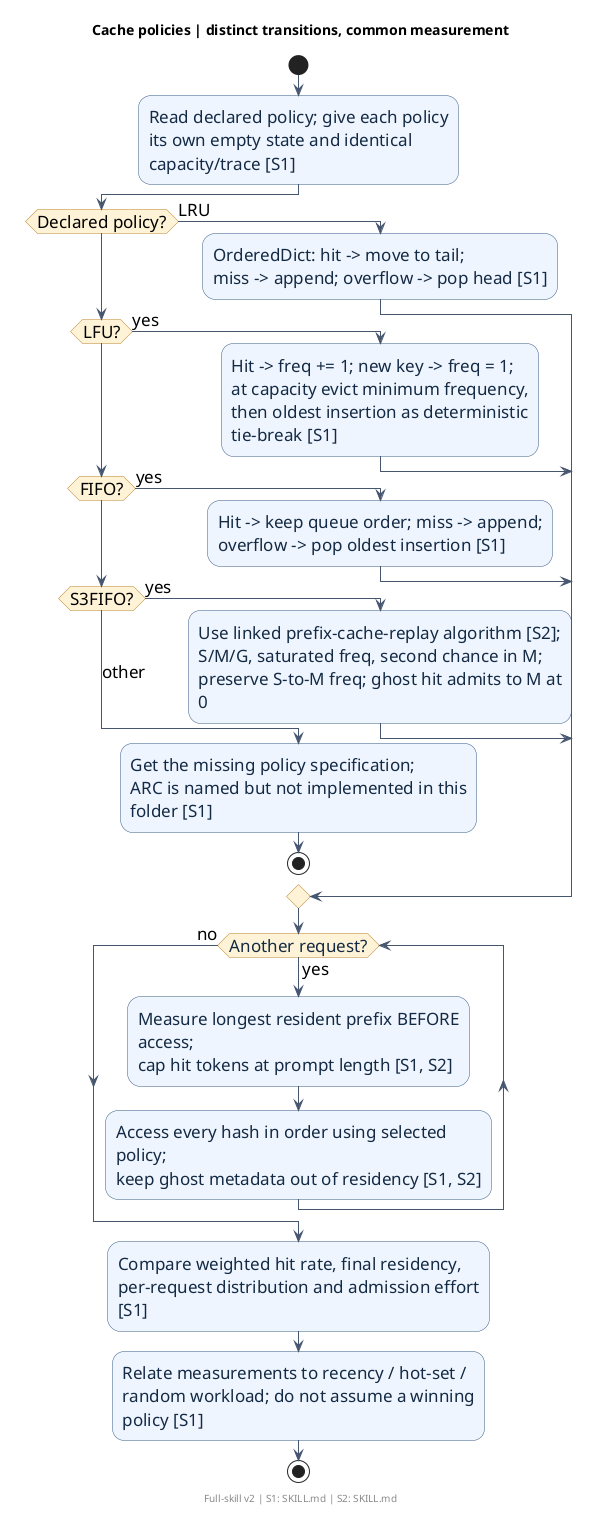 Cache policies | distinct transitions, common measurement
Read declared policy; give each policy
its own empty state and identical
capacity/trace [S1]
Declared policy?
LRU
OrderedDict: hit -> move to tail;
miss -> append; overflow -> pop head [S1]
LFU?
yes
Hit -> freq += 1; new key -> freq = 1;
at capacity evict minimum frequency,
then oldest insertion as deterministic
tie-break [S1]
FIFO?
yes
Hit -> keep queue order; miss -> append;
overflow -> pop oldest insertion [S1]
S3FIFO?
yes
Use linked prefix-cache-replay algorithm [S2];
S/M/G, saturated freq, second chance in M;
preserve S-to-M freq; ghost hit admits to M at
0
other
Get the missing policy specification;
ARC is named but not implemented in this
folder [S1]
Another request?
no
yes
Measure longest resident prefix BEFORE
access;
cap hit tokens at prompt length [S1, S2]
Access every hash in order using selected
policy;
keep ghost metadata out of residency [S1, S2]
Compare weighted hit rate, final residency,
per-request distribution and admission effort
[S1]
Relate measurements to recency / hot-set /
random workload; do not assume a winning
policy [S1]
Full-skill v2 | S1: SKILL.md | S2: SKILL.md